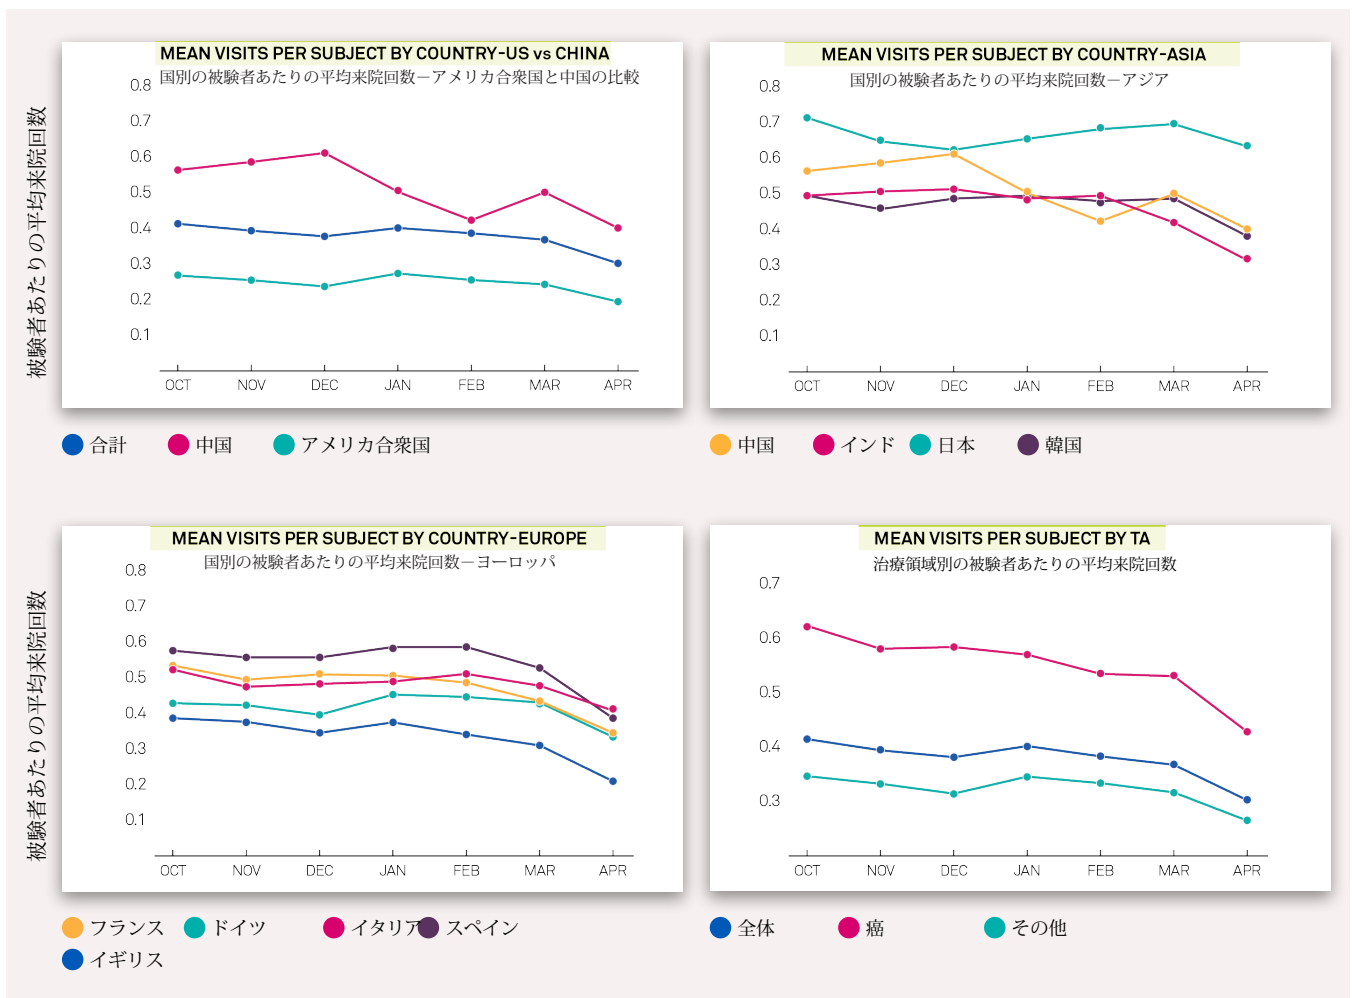 MEAN VISITS PER SUBJECT BY COUNTRY-US vs CHINA
国別の被験者あたりの平均来院回数－アメリカ合衆国と中国の比較
被験者あたりの平均来院回数
0.8
0.7
0.6
0.5
0.4
0.3
0.2
0.1
OCT NOV DEC JAN FEB MAR APR
合計 中国 アメリカ合衆国
MEAN VISITS PER SUBJECT BY COUNTRY-ASIA
国別の被験者あたりの平均来院回数－アジア
0.8
0.7
0.6
0.5
0.4
0.3
0.2
0.1
OCT NOV DEC JAN FEB MAR APR
中国 インド 日本 韓国
MEAN VISITS PER SUBJECT BY COUNTRY-EUROPE
国別の被験者あたりの平均来院回数－ヨーロッパ
被験者あたりの平均来院回数
0.8
0.7
0.6
0.5
0.4
0.3
0.2
0.1
OCT NOV DEC JAN FEB MAR APR
フランス ドイツ イタリア スペイン
イギリス
MEAN VISITS PER SUBJECT BY TA
治療領域別の被験者あたりの平均来院回数
0.7
0.6
0.5
0.4
0.3
OCT NOV DEC JAN FEB MAR APR
全体 癌 その他